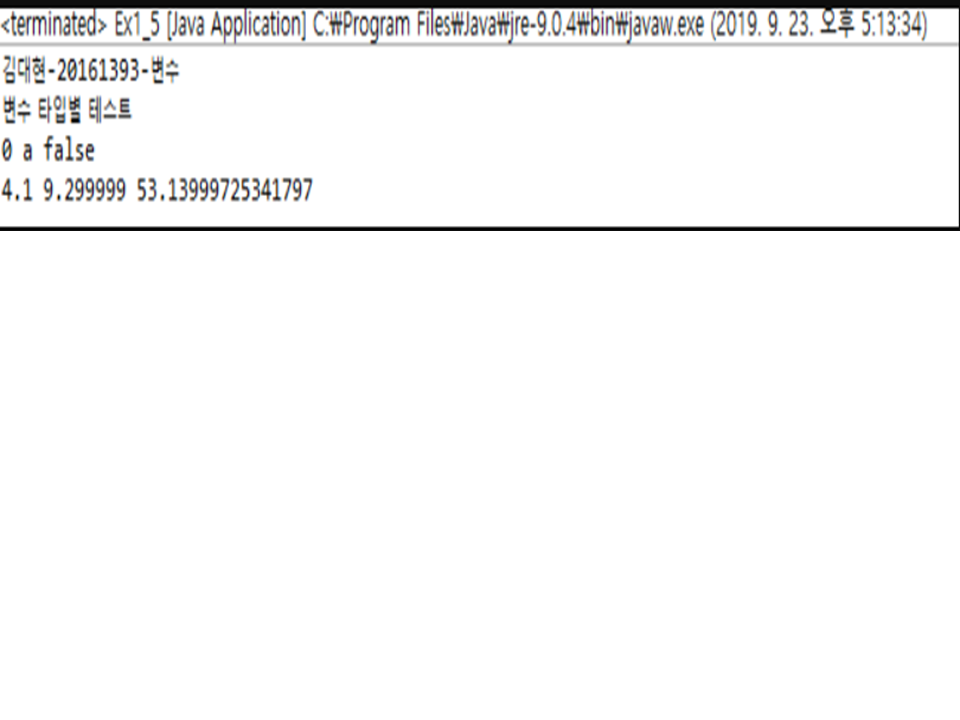 <terminated> Ex1_5 [Java Application] C:₩Program Files₩Java₩jre-9.0.4₩bin₩javaw.exe (2019. 9. 23. 오후 5:13:34)
김대현-20161393-변수
변수 타입별 테스트
0 a false
4.1 9.299999 53.13999725341797